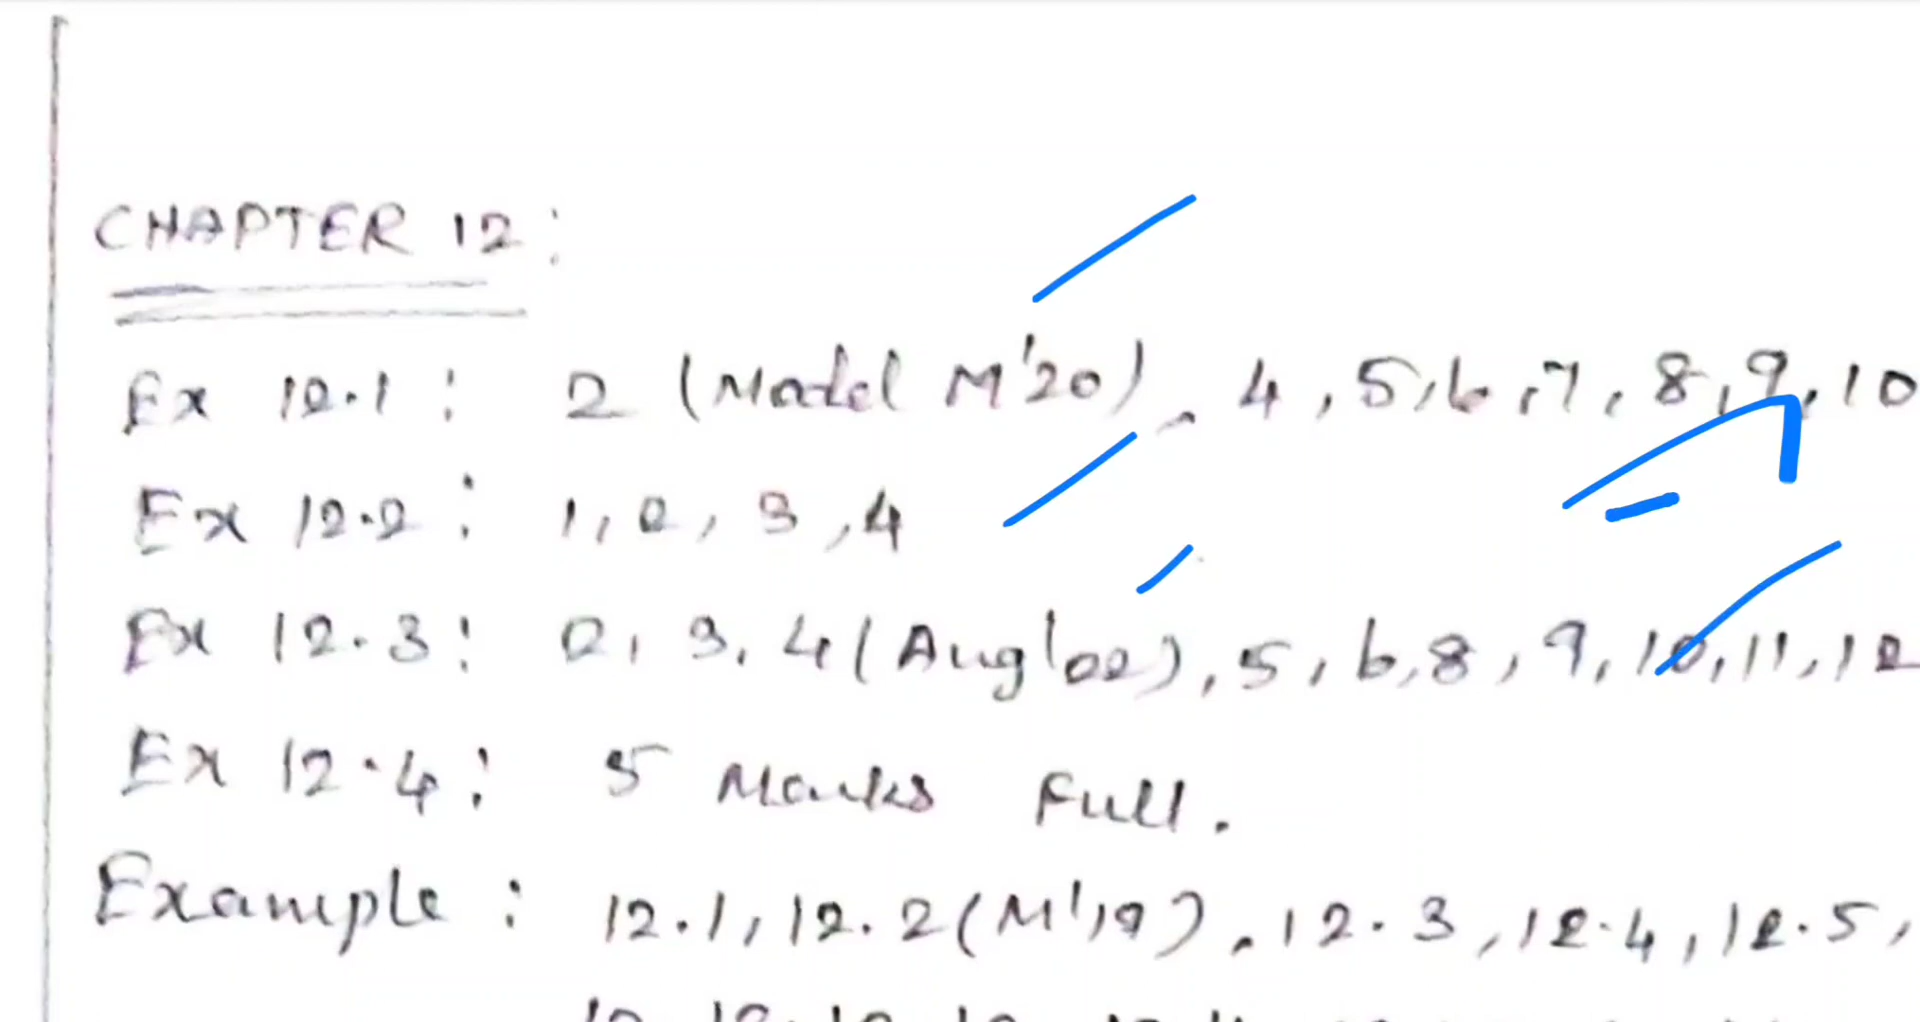 CHAPTER 12:
Ex 12.1: 2 (Model M'20), 4, 5, 6, 7, 8, 9, 10
Ex 12.2: 1, 2, 3, 4
Ex 12.3: 2, 3, 4 (Aug'22), 5, 6, 8, 9, 10, 11, 12
Ex 12.4: 5 Marks Full.
Example: 12.1, 12.2 (M'19), 12.3, 12.4, 12.5,